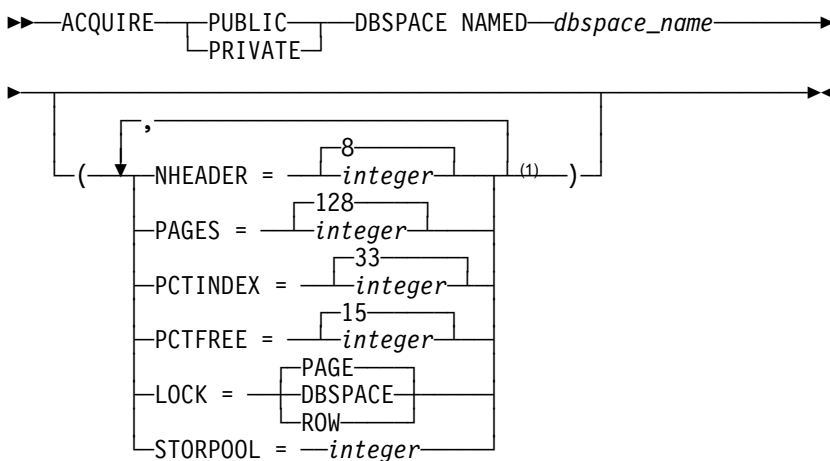 ACQUIRE PUBLIC DBSPACE NAMED dbspace_name
PRIVATE
,
8
( NHEADER = integer (1) )
128
PAGES = integer
33
PCTINDEX = integer
15
PCTFREE = integer
PAGE
LOCK = DBSPACE
ROW
STORPOOL = integer